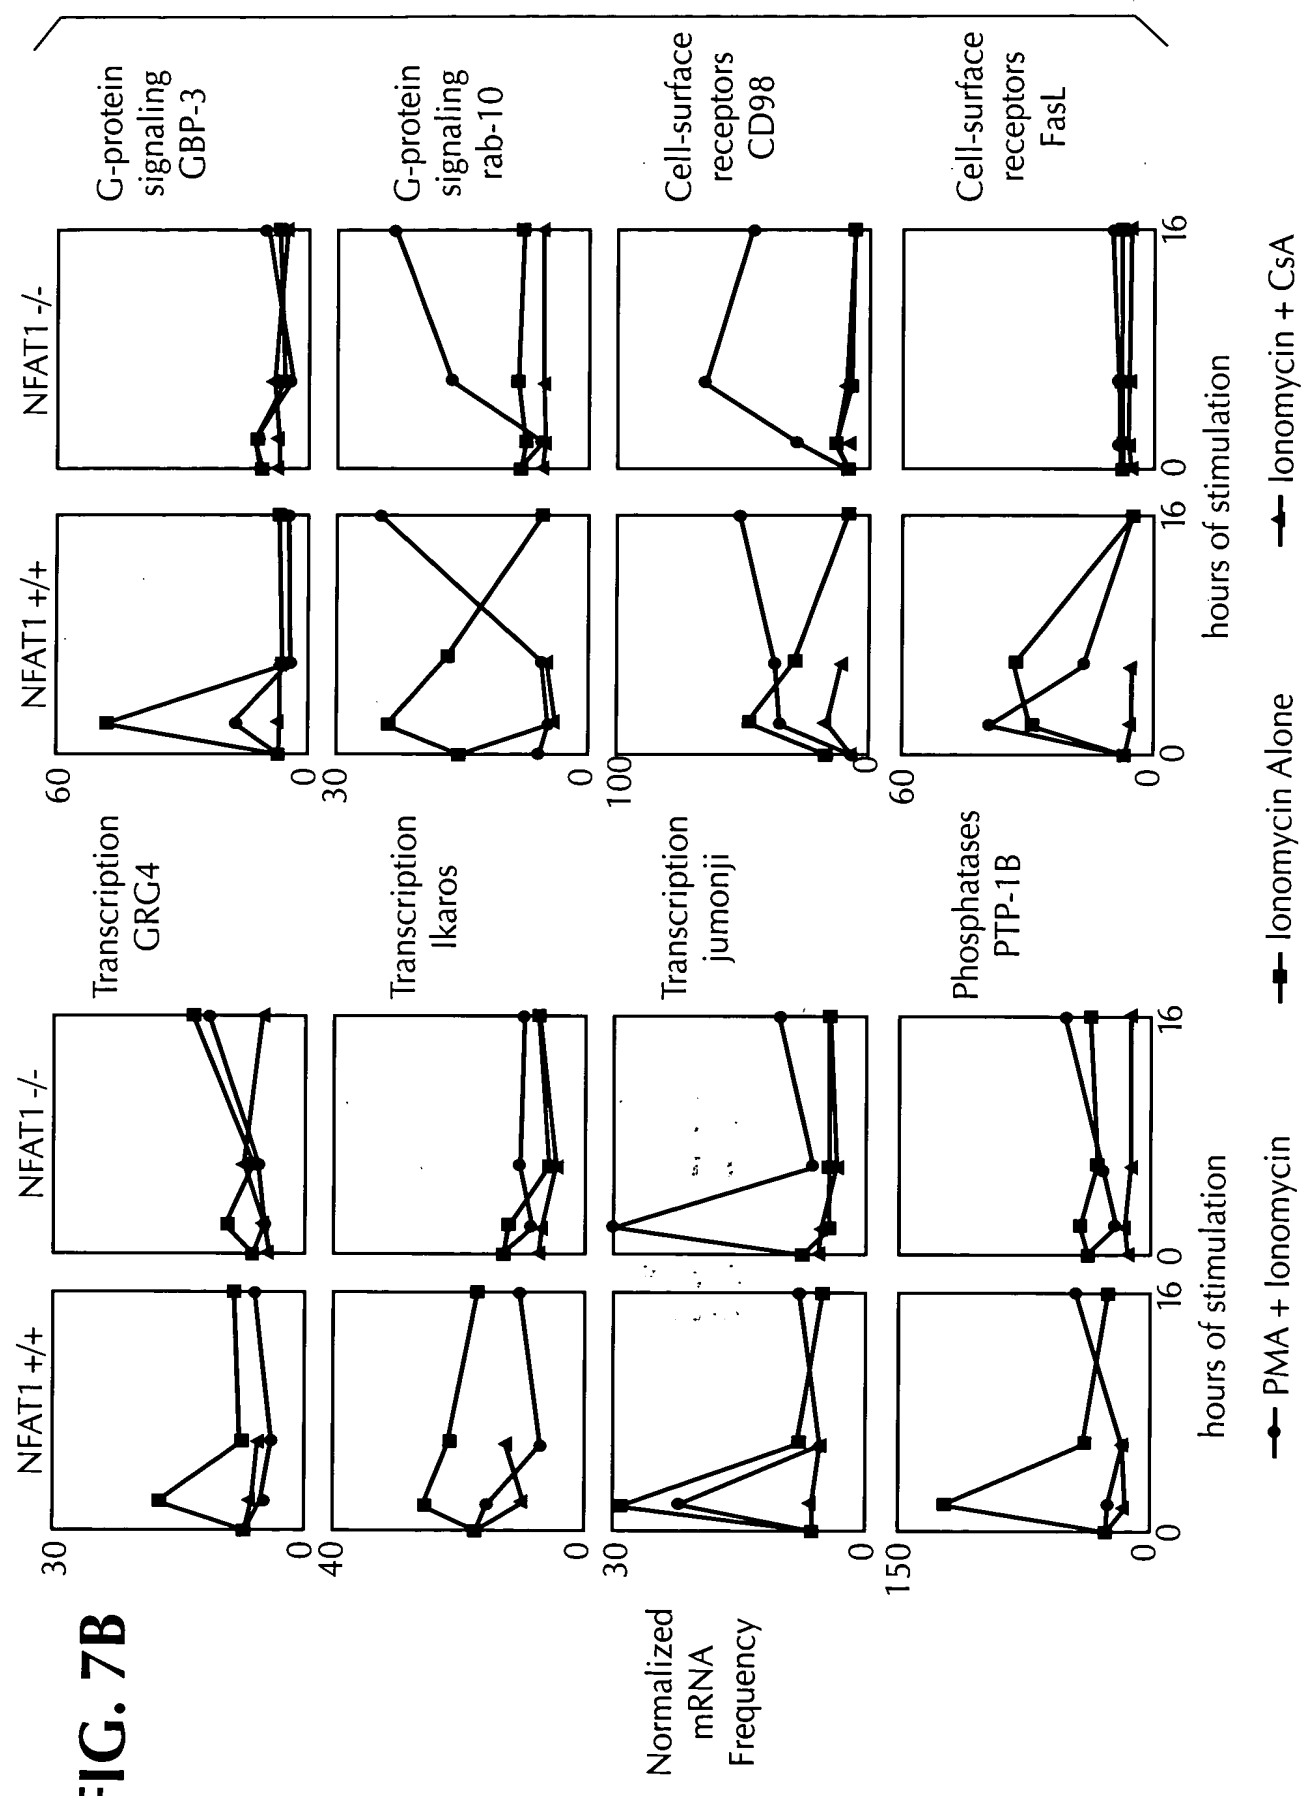 FIG. 7B
NFAT1 +/+
NFAT1 -/-
NFAT1 +/+
NFAT1 -/-
30
0
Transcription
GRG4
60
0
G-protein
signaling
GBP-3
40
0
Transcription
Ikaros
30
0
G-protein
signaling
rab-10
Normalized
mRNA
Frequency
30
0
Transcription
jumonji
100
0
Cell-surface
receptors
CD98
150
0
Phosphatases
PTP-1B
60
0
Cell-surface
receptors
FasL
0
16
0
16
0
16
0
16
hours of stimulation
hours of stimulation
PMA + Ionomycin
Ionomycin Alone
Ionomycin + CsA